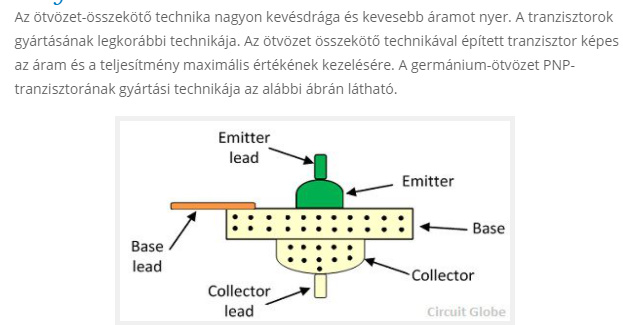 Az ötvözet-összekötő technika nagyon kevésdrága és kevesebb áramot nyer. A tranzisztorok
gyártásának legkorábbi technikája. Az ötvözet összekötő technikával épített tranzisztor képes
az áram és a teljesítmény maximális értékének kezelésére. A germánium-ötvözet PNP-
tranzisztorának gyártási technikája az alábbi ábrán látható.
Emitter
lead
Emitter
Base
Base
lead
Collector
Collector
lead
Circuit Globe